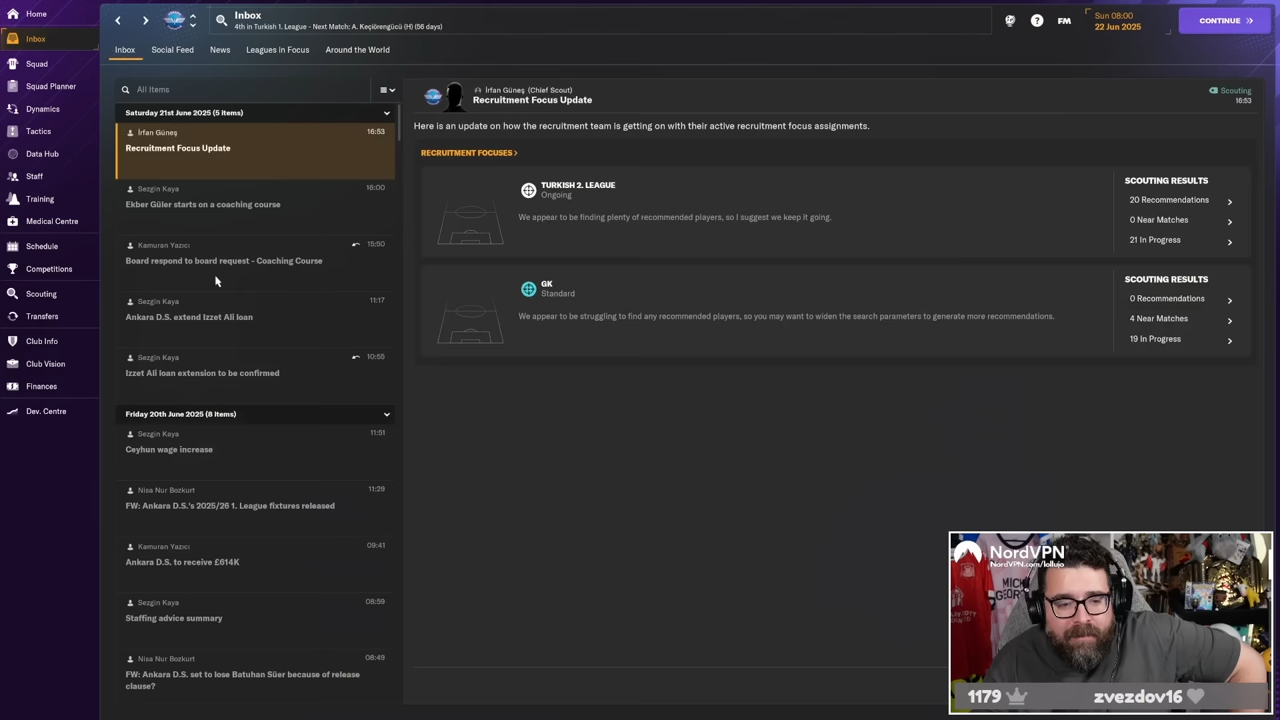 Home
Inbox
Squad
Squad Planner
Dynamics
Tactics
Data Hub
Staff
Training
Medical Centre
Schedule
Competitions
Scouting
Transfers
Club Info
Club Vision
Finances
Dev. Centre
Inbox
4th in Turkish 1. League - Next Match: A. Keçiörengücü (H) (56 days)
FM
Sun 08:00
22 Jun 2025
CONTINUE
Inbox
Social Feed
News
Leagues in Focus
Around the World
All Items
Saturday 21st June 2025 (5 items)
İrfan Güneş
16:53
Recruitment Focus Update
Sezgin Kaya
16:00
Ekber Güler starts on a coaching course
Kamuran Yazıcı
15:50
Board respond to board request - Coaching Course
Sezgin Kaya
11:17
Ankara D.S. extend Izzet Ali loan
Sezgin Kaya
10:55
Izzet Ali loan extension to be confirmed
Friday 20th June 2025 (8 items)
Sezgin Kaya
11:51
Ceyhun wage increase
Nisa Nur Bozkurt
11:29
FW: Ankara D.S.'s 2025/26 1. League fixtures released
Kamuran Yazıcı
09:41
Ankara D.S. to receive £614K
Sezgin Kaya
08:59
Staffing advice summary
Nisa Nur Bozkurt
08:49
FW: Ankara D.S. set to lose Batuhan Süer because of release
clause?
İrfan Güneş (Chief Scout)
Recruitment Focus Update
Scouting
16:53
Here is an update on how the recruitment team is getting on with their active recruitment focus assignments.
RECRUITMENT FOCUSES >
TURKISH 2. LEAGUE
Ongoing
We appear to be finding plenty of recommended players, so I suggest we keep it going.
SCOUTING RESULTS
20 Recommendations
0 Near Matches
21 In Progress
GK
Standard
We appear to be struggling to find any recommended players, so you may want to widen the search parameters to generate more recommendations.
SCOUTING RESULTS
0 Recommendations
4 Near Matches
19 In Progress
NordVPN
NordVPN.com/lollujo
1179
zvezdov16